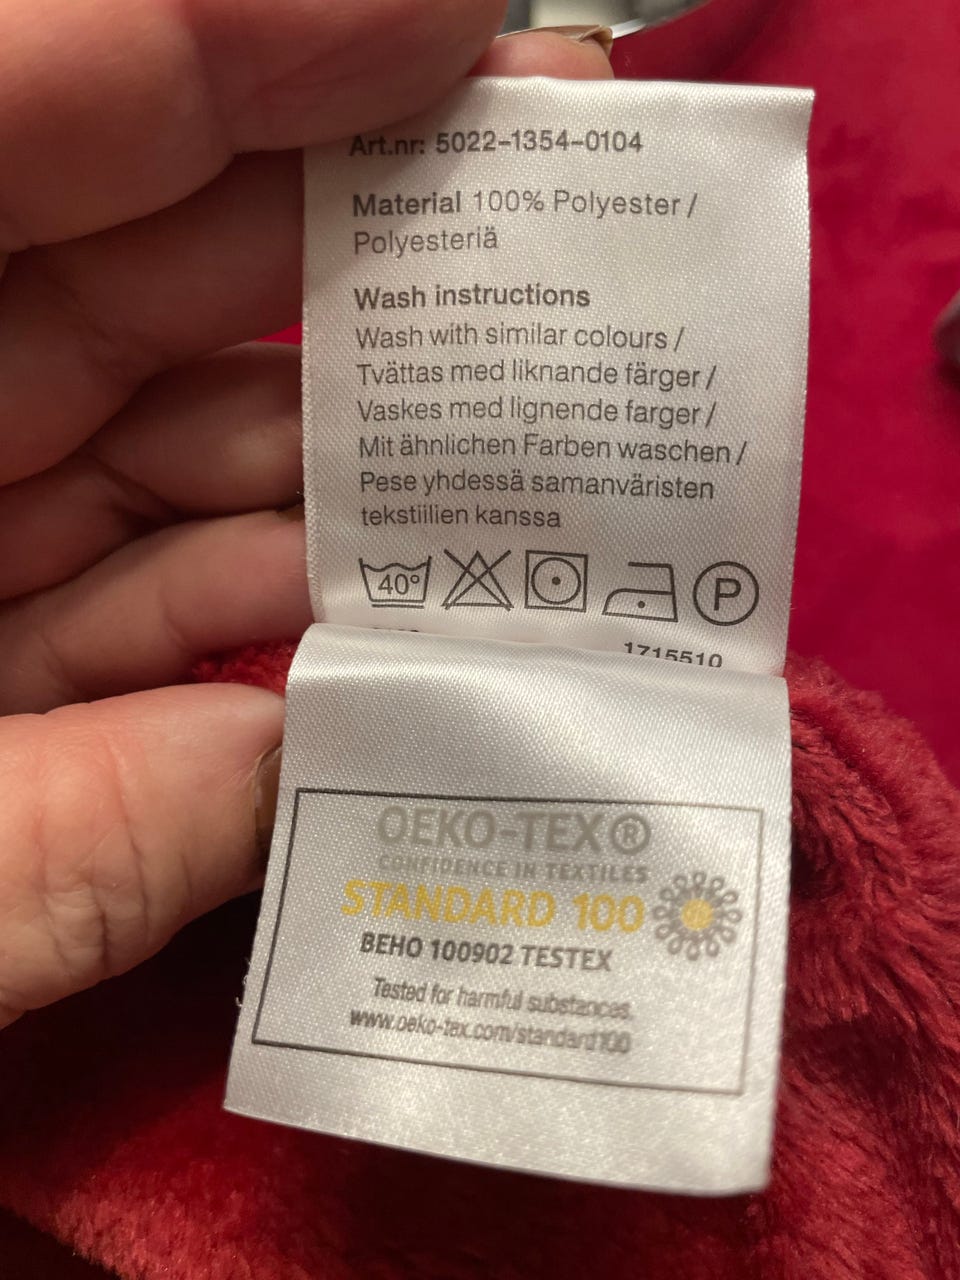 Art.nr: 5022-1354-0104
Material 100% Polyester /
Polyesteriä
Wash instructions
Wash with similar colours /
Tvättas med liknande färger /
Vaskes med lignende farger /
Mit ähnlichen Farben waschen /
Pese yhdessä samanväristen
tekstiilien kanssa
40° P
1715510
OEKO-TEX®
CONFIDENCE IN TEXTILES
STANDARD 100
BEHO 100902 TESTEX
Tested for harmful substances.
www.oeko-tex.com/standard100